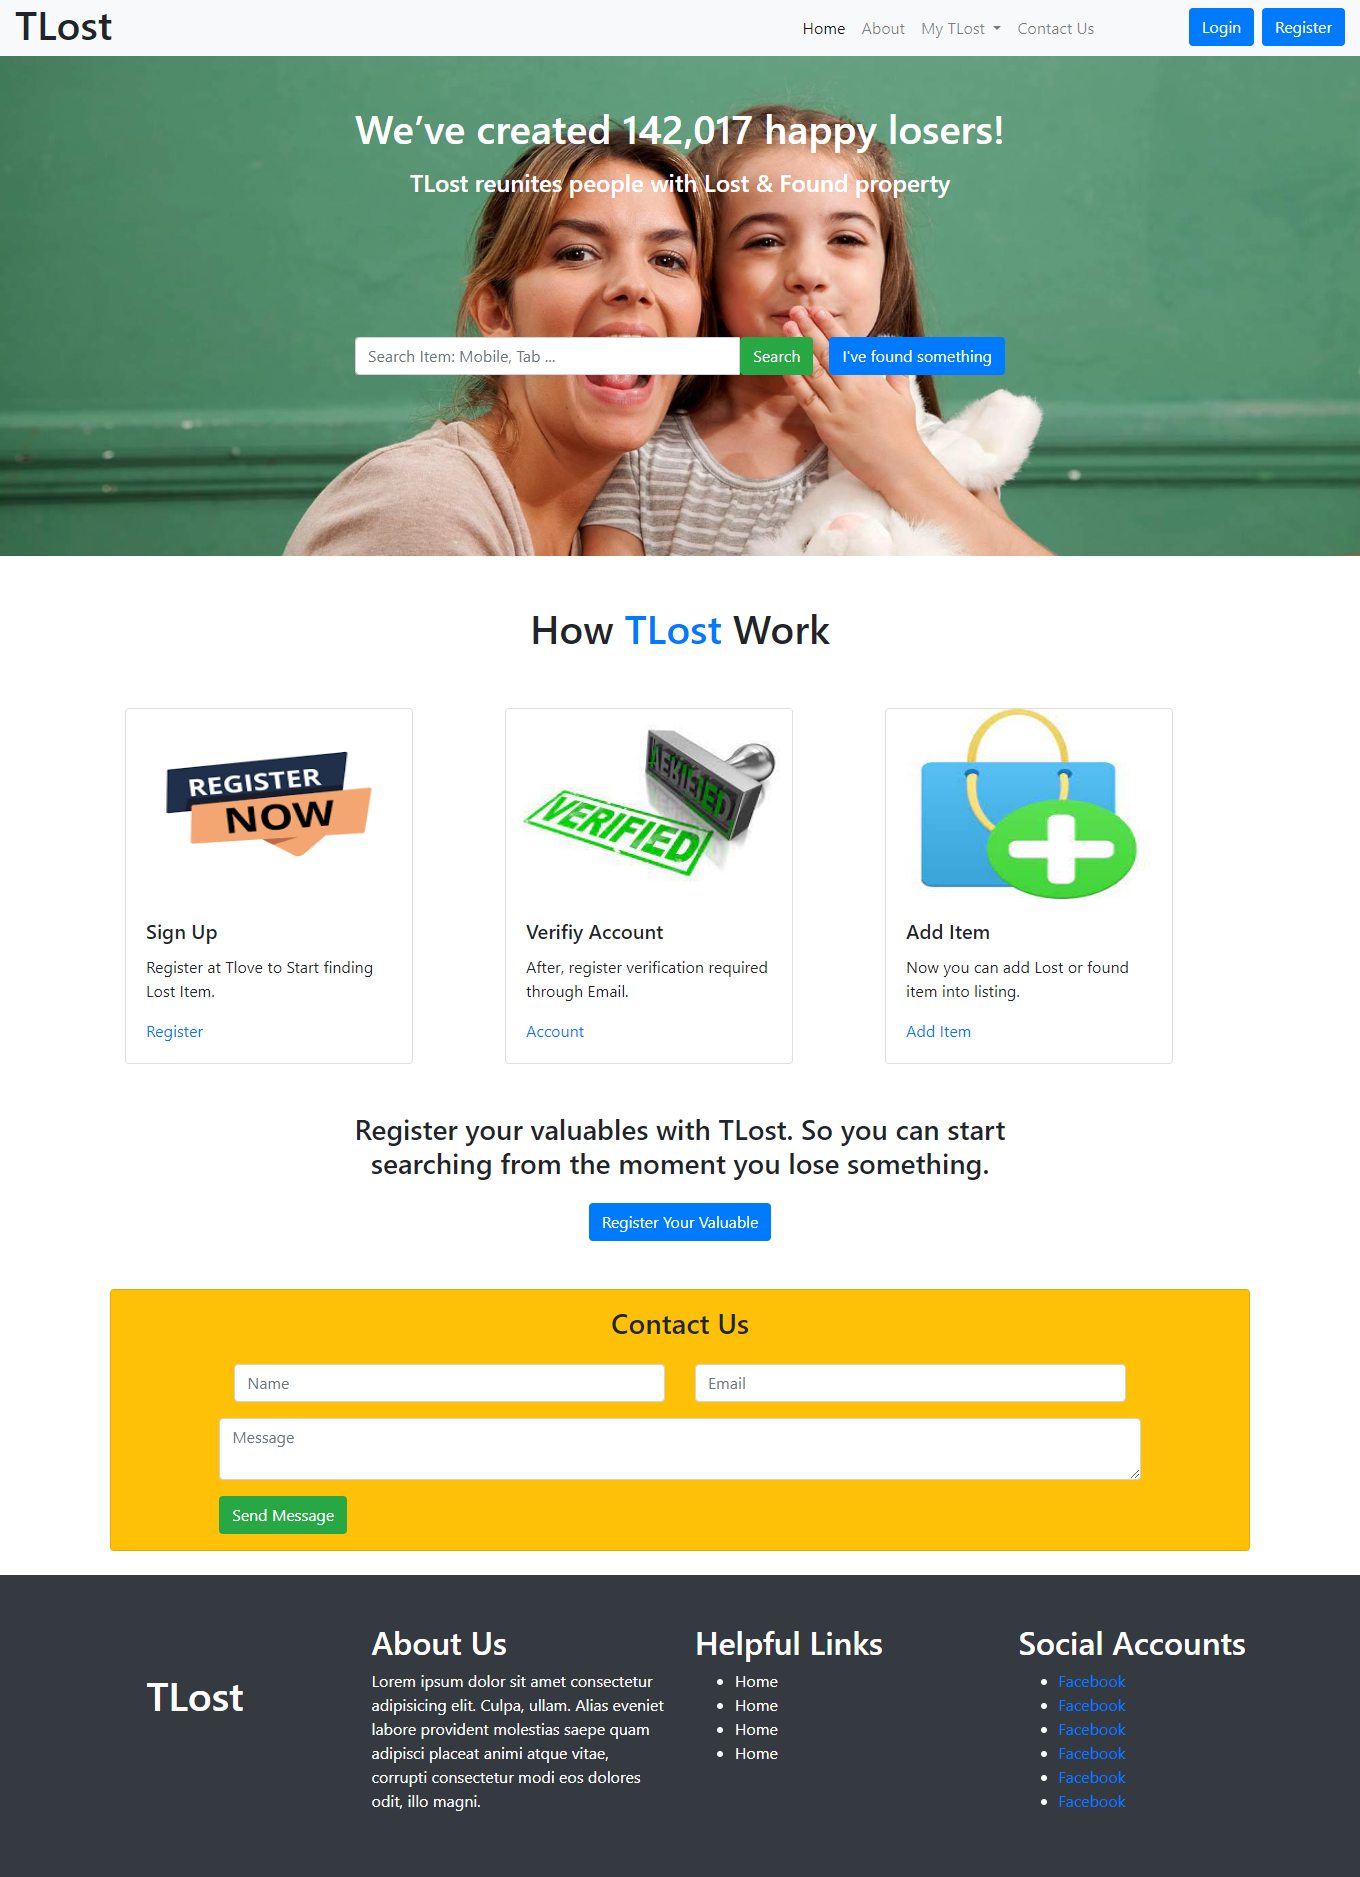 TLost
Home About My TLost Contact Us Login Register
We’ve created 142,017 happy losers!
TLost reunites people with Lost & Found property
Search Item: Mobile, Tab ... Search I've found something
How TLost Work
REGISTER
NOW
VERIFIED
VERIFIED
Sign Up
Register at Tlove to Start finding
Lost Item.
Register
Verifiy Account
After, register verification required
through Email.
Account
Add Item
Now you can add Lost or found
item into listing.
Add Item
Register your valuables with TLost. So you can start
searching from the moment you lose something.
Register Your Valuable
Contact Us
Name Email
Message
Send Message
TLost
About Us
Lorem ipsum dolor sit amet consectetur
adipisicing elit. Culpa, ullam. Alias eveniet
labore provident molestias saepe quam
adipisci placeat animi atque vitae,
corrupti consectetur modi eos dolores
odit, illo magni.
Helpful Links
Home
Home
Home
Home
Social Accounts
Facebook
Facebook
Facebook
Facebook
Facebook
Facebook